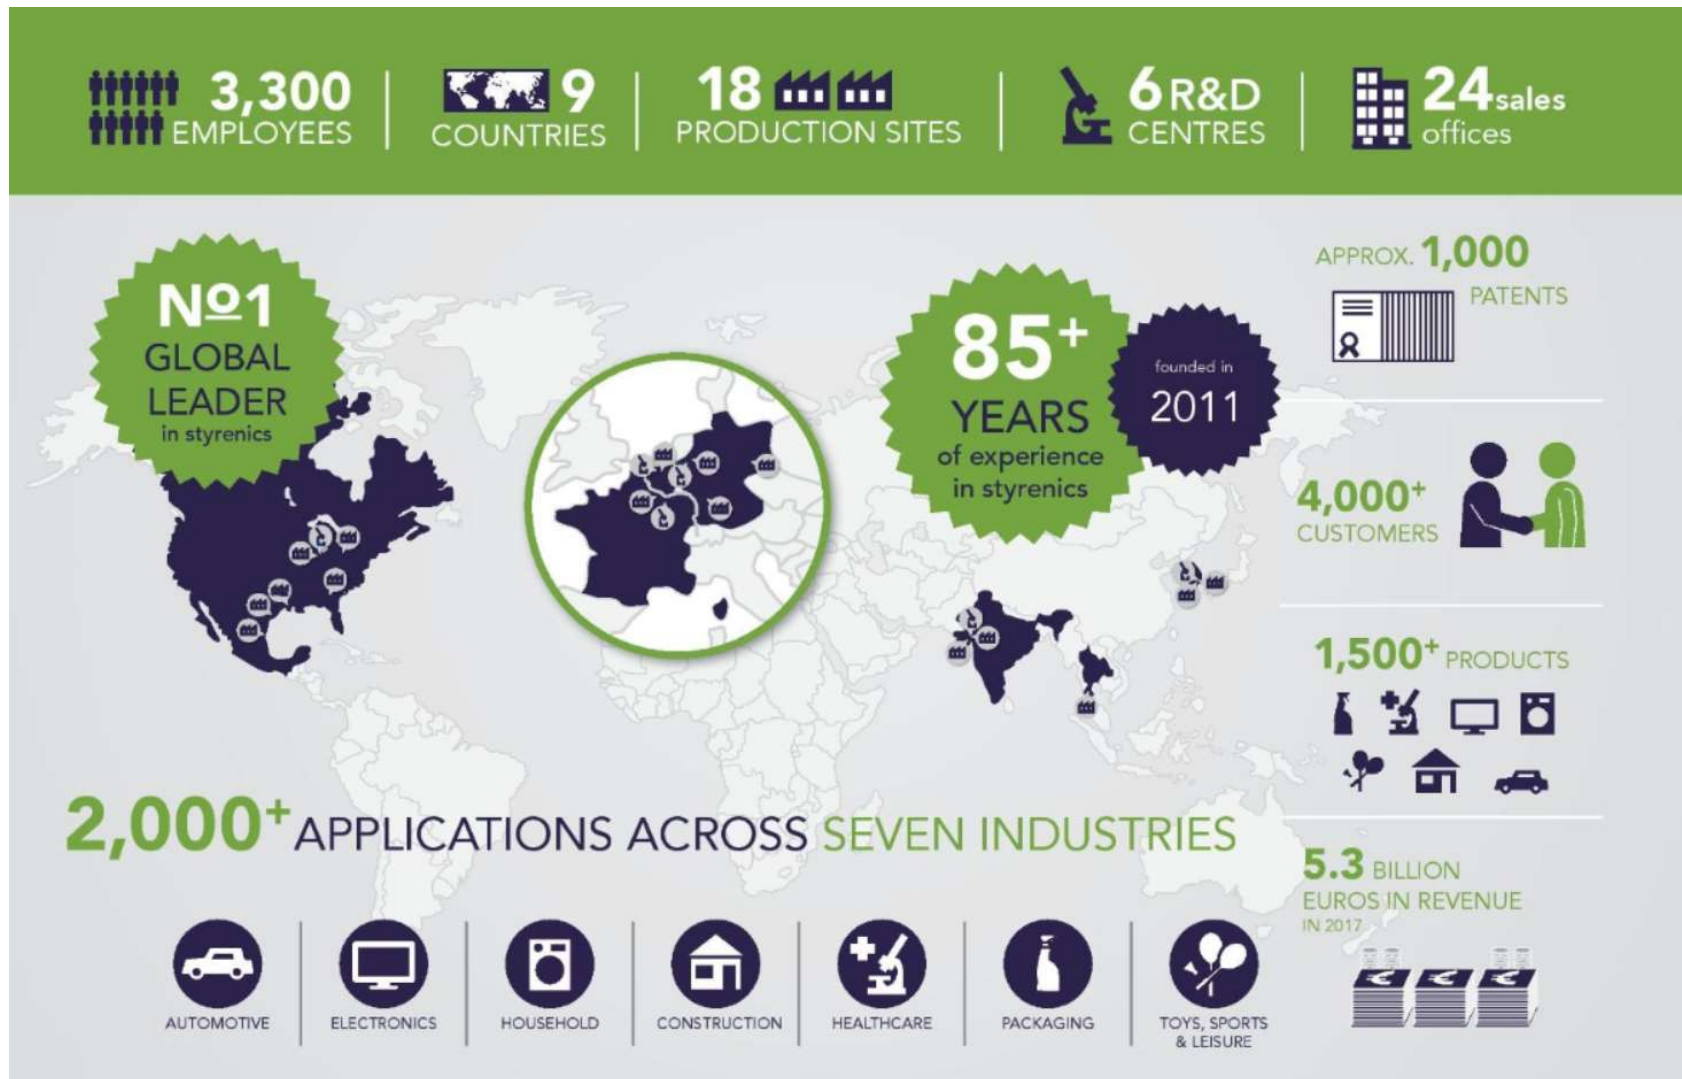 3,300
EMPLOYEES
9
COUNTRIES
18
PRODUCTION SITES
6 R&D
CENTRES
24 sales
offices
Nº1
GLOBAL
LEADER
in styrenics
85+
YEARS
of experience
in styrenics
founded in
2011
APPROX. 1,000
PATENTS
4,000+
CUSTOMERS
1,500+ PRODUCTS
2,000+ APPLICATIONS ACROSS SEVEN INDUSTRIES
5.3 BILLION
EUROS IN REVENUE
IN 2017
AUTOMOTIVE
ELECTRONICS
HOUSEHOLD
CONSTRUCTION
HEALTHCARE
PACKAGING
TOYS, SPORTS
& LEISURE
€ € €